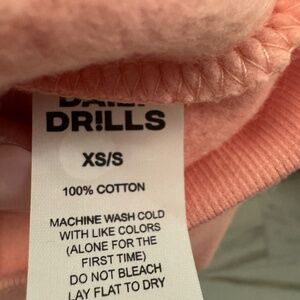 DAILY
DR!LLS
XS/S
100% COTTON
MACHINE WASH COLD
WITH LIKE COLORS
(ALONE FOR THE
FIRST TIME)
DO NOT BLEACH
LAY FLAT TO DRY